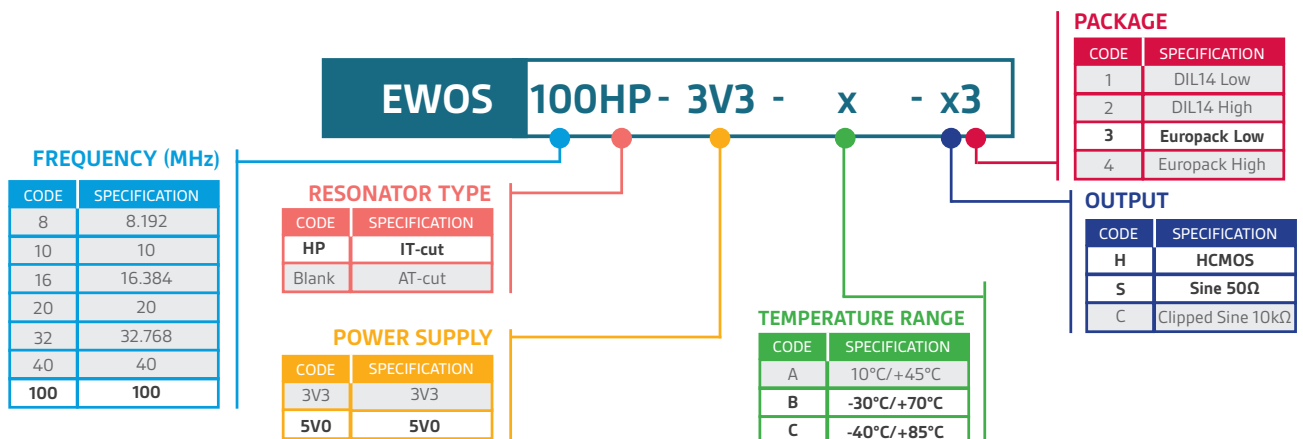 EWOS 100HP - 3V3 - x - x3
PACKAGE
CODE SPECIFICATION
1 DIL14 Low
2 DIL14 High
3 Europack Low
4 Europack High
FREQUENCY (MHz)
CODE SPECIFICATION
8 8.192
10 10
16 16.384
20 20
32 32.768
40 40
100 100
RESONATOR TYPE
CODE SPECIFICATION
HP IT-cut
Blank AT-cut
POWER SUPPLY
CODE SPECIFICATION
3V3 3V3
5V0 5V0
TEMPERATURE RANGE
CODE SPECIFICATION
A 10°C/+45°C
B -30°C/+70°C
C -40°C/+85°C
OUTPUT
CODE SPECIFICATION
H HCMOS
S Sine 50Ω
C Clipped Sine 10kΩ